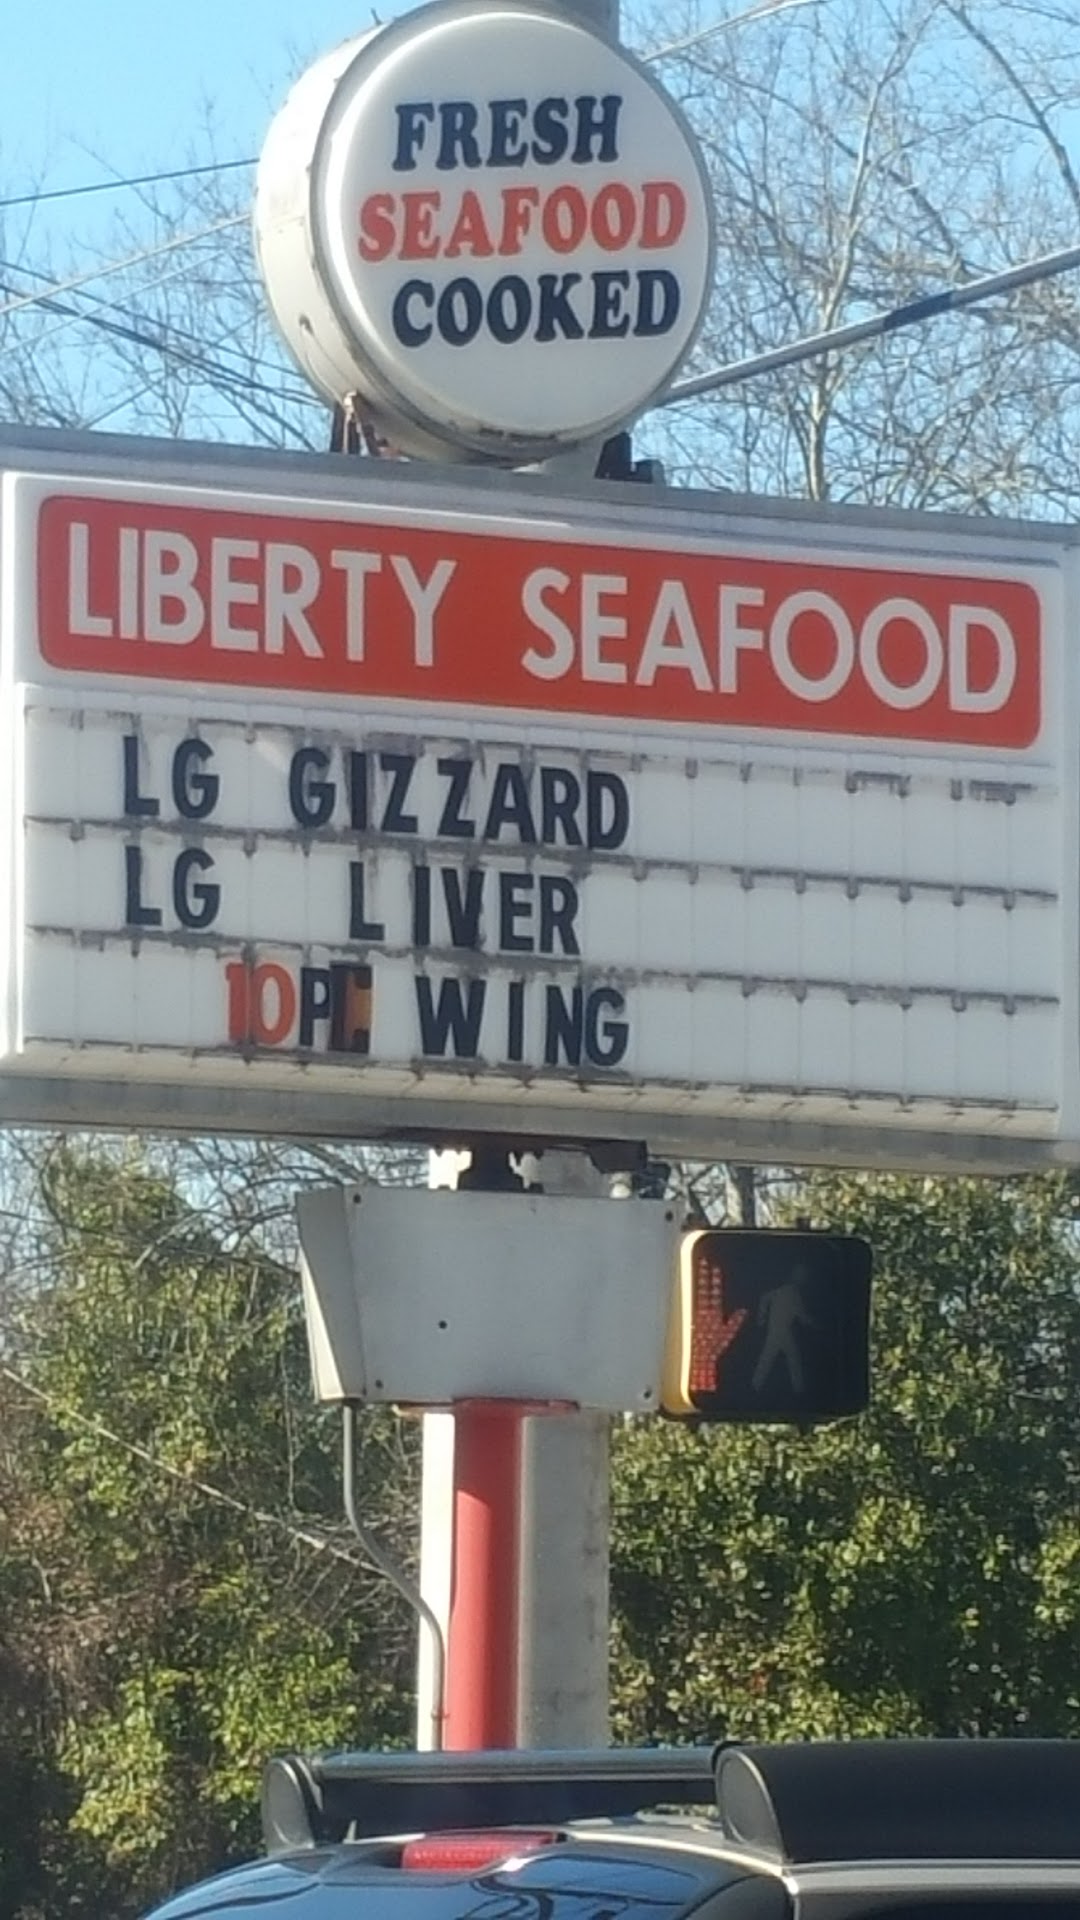 FRESH
SEAFOOD
COOKED
LIBERTY SEAFOOD
LG GIZZARD
LG LIVER
10PC WING